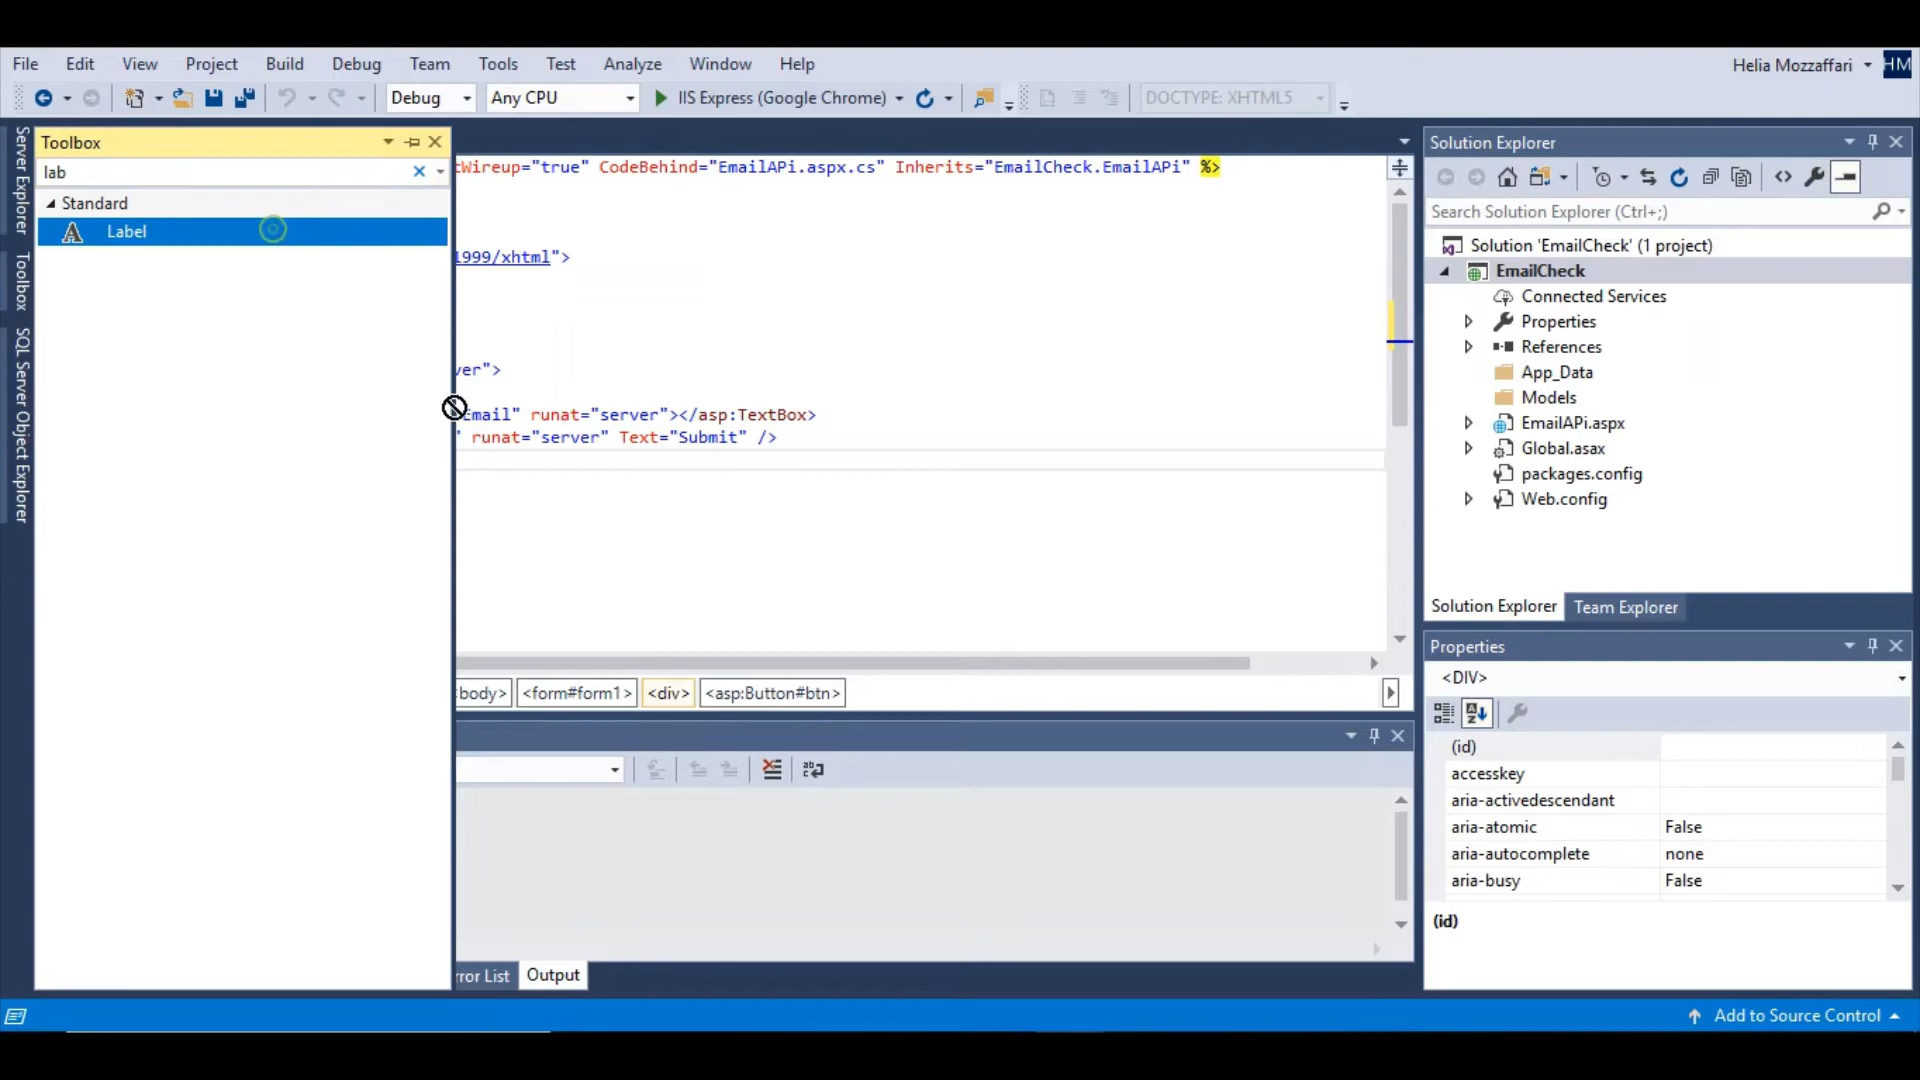 File Edit View Project Build Debug Team Tools Test Analyze Window Help
Helia Mozzaffari HM
Debug Any CPU IIS Express (Google Chrome) DOCTYPE: XHTML5
Server Explorer
Toolbox
SQL Server Object Explorer
Toolbox
lab
Standard
Label
tWireup="true" CodeBehind="EmailAPi.aspx.cs" Inherits="EmailCheck.EmailAPi" %>
1999/xhtml">
ver">
Email" runat="server"></asp:TextBox>
" runat="server" Text="Submit" />
body> <form#form1> <div> <asp:Button#btn>
rror List Output
Solution Explorer
Search Solution Explorer (Ctrl+;)
Solution 'EmailCheck' (1 project)
EmailCheck
Connected Services
Properties
References
App_Data
Models
EmailAPi.aspx
Global.asax
packages.config
Web.config
Solution Explorer Team Explorer
Properties
<DIV>
(id)
accesskey
aria-activedescendant
aria-atomic False
aria-autocomplete none
aria-busy False
(id)
Add to Source Control